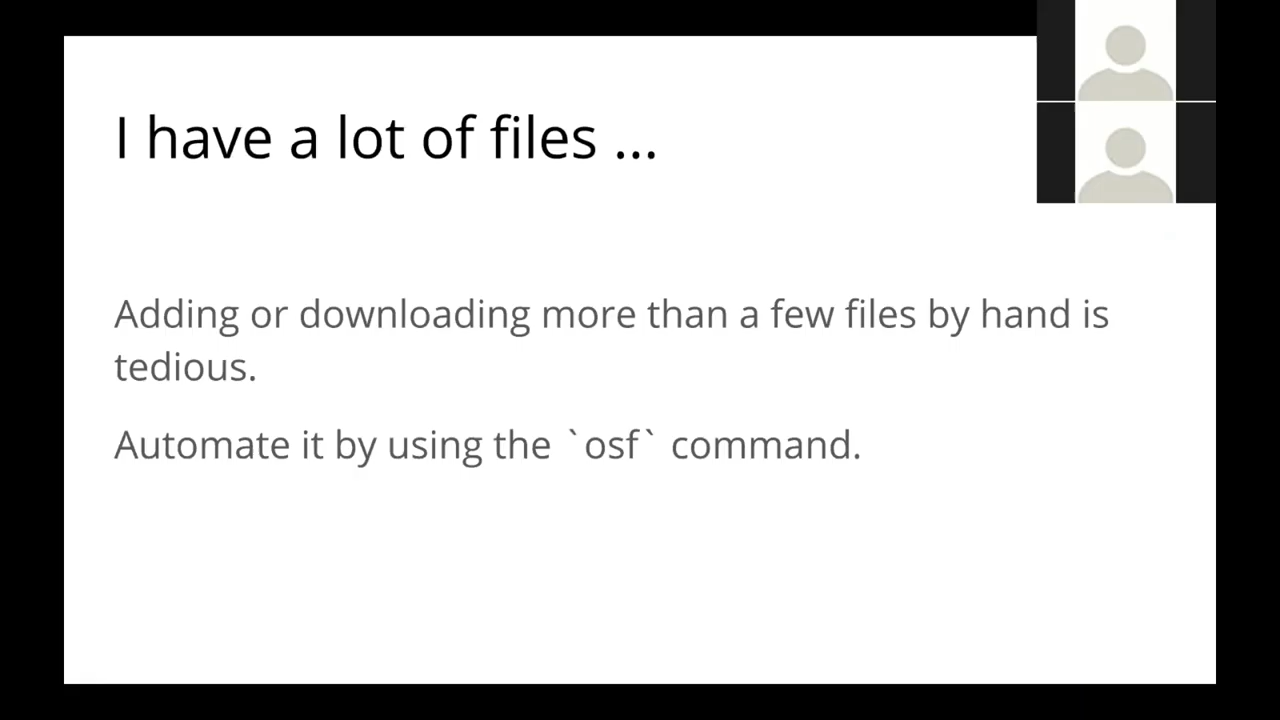 I have a lot of files ...
Adding or downloading more than a few files by hand is
tedious.
Automate it by using the `osf` command.